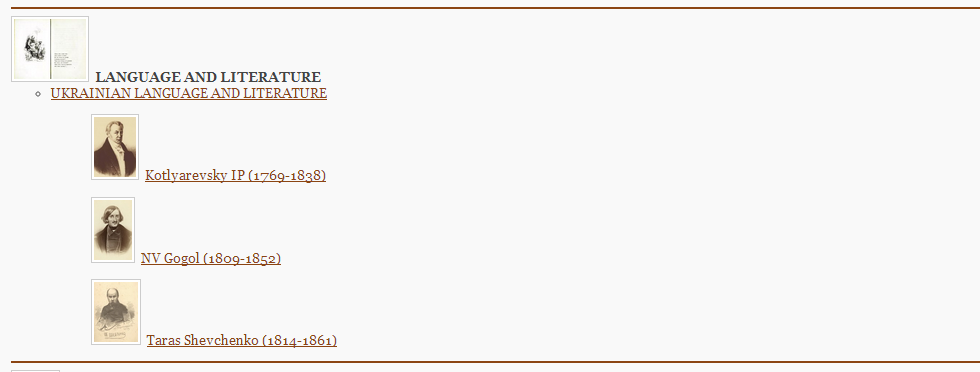 LANGUAGE AND LITERATURE
UKRAINIAN LANGUAGE AND LITERATURE
Kotlyarevsky IP (1769-1838)
NV Gogol (1809-1852)
Taras Shevchenko (1814-1861)